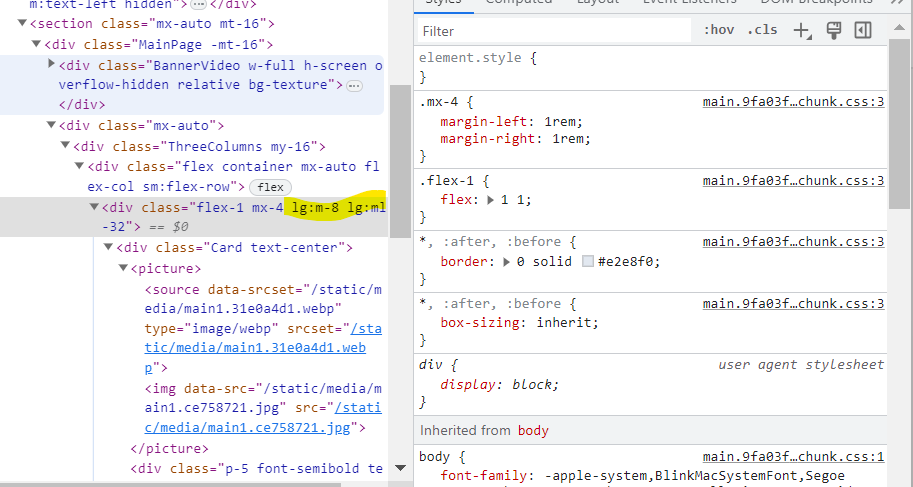 m:text-left hidden">⋯</div>
▼<section class="mx-auto mt-16">
▼<div class="MainPage -mt-16">
▶<div class="BannerVideo w-full h-screen o
verflow-hidden relative bg-texture">⋯
</div>
▼<div class="mx-auto">
▼<div class="ThreeColumns my-16">
▼<div class="flex container mx-auto fl
ex-col sm:flex-row"> flex
▼<div class="flex-1 mx-4 lg:m-8 lg:ml
-32"> == $0
▼<div class="Card text-center">
▼<picture>
<source data-srcset="/static/m
edia/main1.31e0a4d1.webp"
type="image/webp" srcset="/sta
tic/media/main1.31e0a4d1.web
p">
<img data-src="/static/media/m
ain1.ce758721.jpg" src="/stati
c/media/main1.ce758721.jpg">
</picture>
<div class="p-5 font-semibold te
Styles Computed Layout Event Listeners DOM Breakpoints
Filter :hov .cls
element.style {
}
.mx-4 { main.9fa03f…chunk.css:3
margin-left: 1rem;
margin-right: 1rem;
}
.flex-1 { main.9fa03f…chunk.css:3
flex: ▶ 1 1;
}
*, :after, :before { main.9fa03f…chunk.css:3
border: ▶ 0 solid #e2e8f0;
}
*, :after, :before { main.9fa03f…chunk.css:3
box-sizing: inherit;
}
div { user agent stylesheet
display: block;
}
Inherited from body
body { main.9fa03f…chunk.css:1
font-family: -apple-system,BlinkMacSystemFont,Segoe